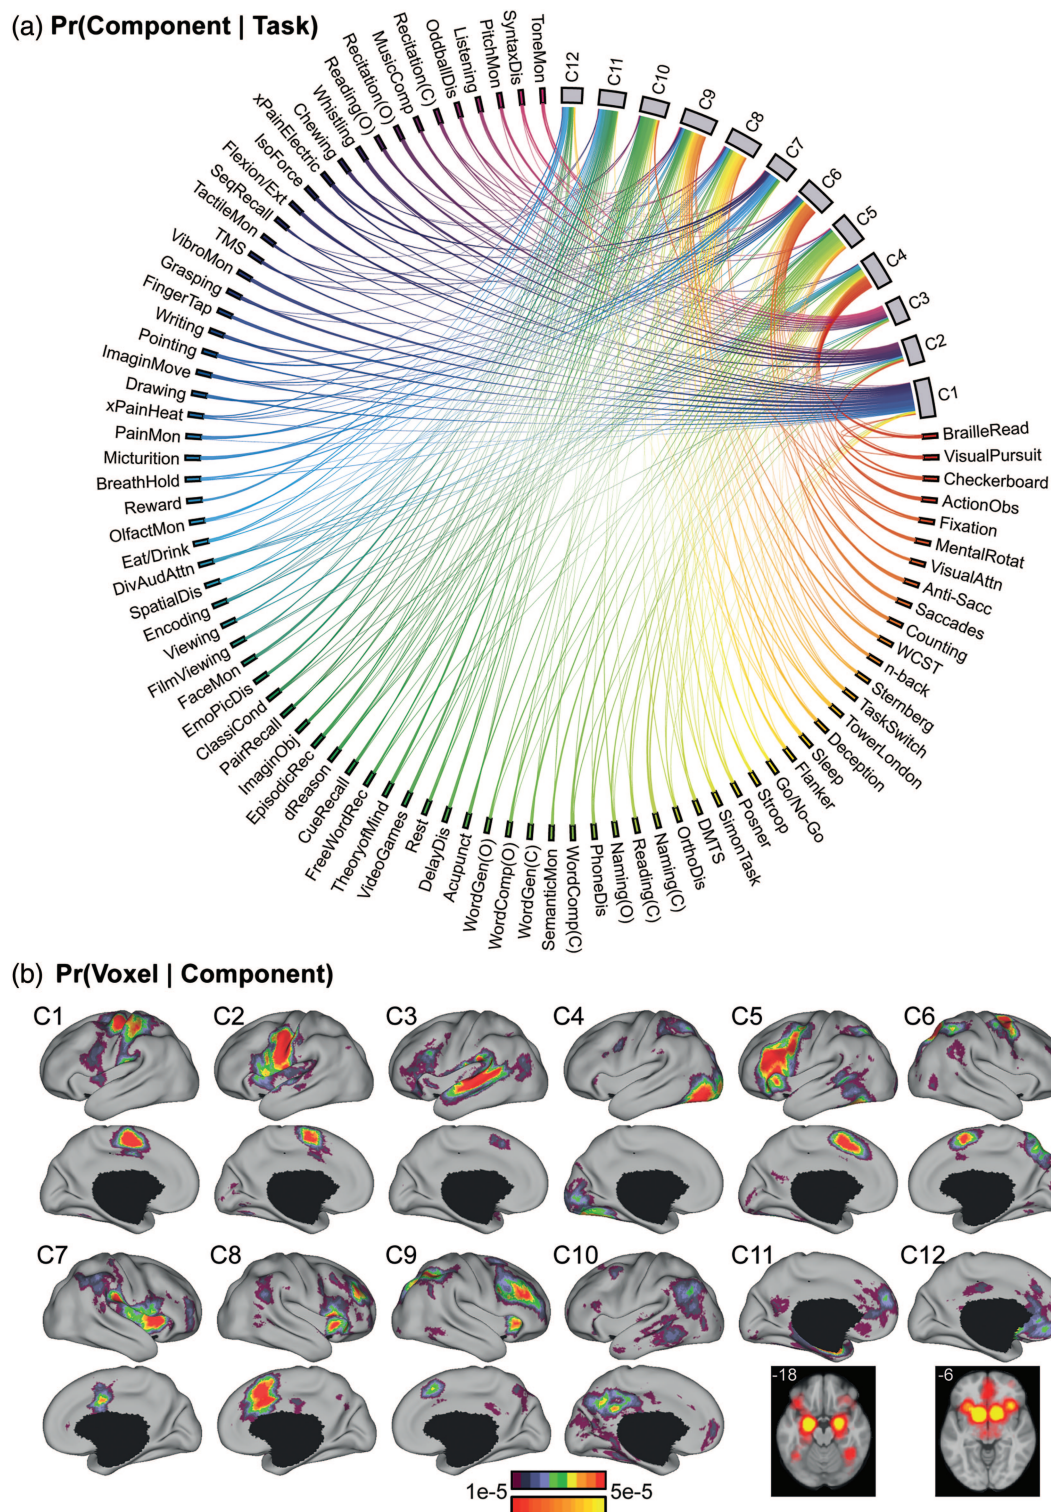 (a) Pr(Component | Task)
ToneMon
SyntaxDis
PitchMon
Listening
OddballDis
Recitation(C)
MusicComp
Recitation(O)
Reading(O)
Whistling
Chewing
xPainElectric
IsoForce
Flexion/Ext
SeqRecall
TactileMon
TMS
VibroMon
Grasping
FingerTap
Writing
Pointing
ImaginMove
Drawing
xPainHeat
PainMon
Micturition
BreathHold
Reward
OlfactMon
Eat/Drink
DivAudAttn
SpatialDis
Encoding
Viewing
FilmViewing
FaceMon
EmoPicDis
ClassiCond
PairRecall
ImaginObj
EpisodicRec
dReason
CueRecall
FreeWordRec
TheoryofMind
VideoGames
Rest
DelayDis
Acupunct
WordGen(O)
WordComp(O)
WordGen(C)
SemanticMon
WordComp(C)
PhoneDis
Naming(O)
Reading(C)
Naming(C)
OrthoDis
DMTS
SimonTask
Posner
Stroop
Go/No-Go
Flanker
Sleep
Deception
TowerLondon
TaskSwitch
Sternberg
n-back
WCST
Counting
Saccades
Anti-Sacc
VisualAttn
MentalRotat
Fixation
ActionObs
Checkerboard
VisualPursuit
BrailleRead
C1
C2
C3
C4
C5
C6
C7
C8
C9
C10
C11
C12
(b) Pr(Voxel | Component)
C1
C2
C3
C4
C5
C6
C7
C8
C9
C10
C11
C12
-18
-6
1e-5
5e-5